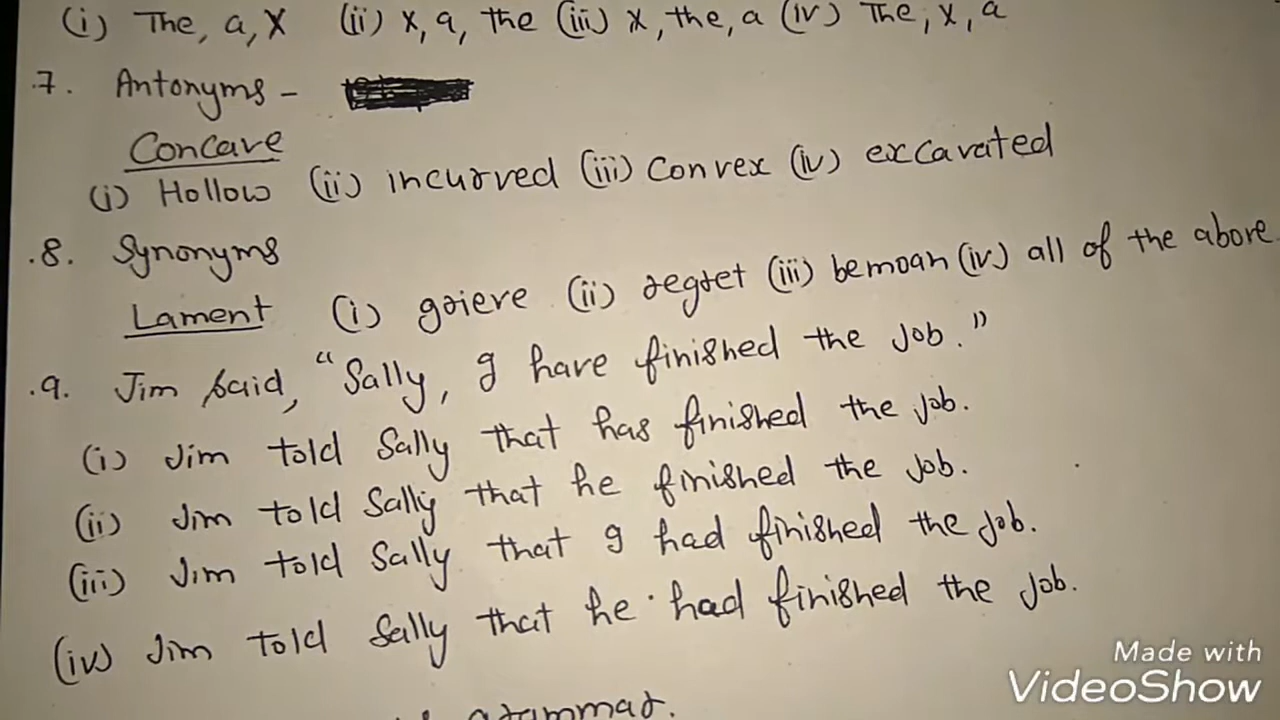 (i) The, a, X (ii) X, a, the (iii) X, the, a (iv) The, X, a
.7. Antonyms -
Concave
(i) Hollow (ii) incurved (iii) Convex (iv) excavated
.8. Synonyms
Lament (i) grieve (ii) regret (iii) bemoan (iv) all of the above.
.9. Jim said, "Sally, I have finished the job."
(i) Jim told Sally that has finished the job.
(ii) Jim told Sally that he finished the job.
(iii) Jim told Sally that I had finished the job.
(iv) Jim told Sally that he had finished the job.
grammar.
Made with
VideoShow